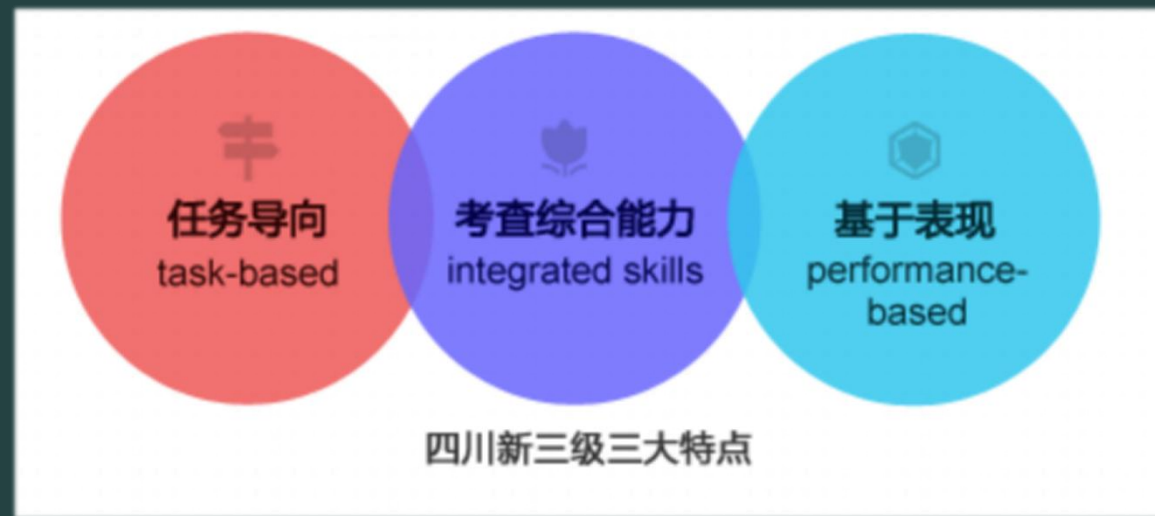 任务导向
task-based
考查综合能力
integrated skills
基于表现
performance-
based
四川新三级三大特点